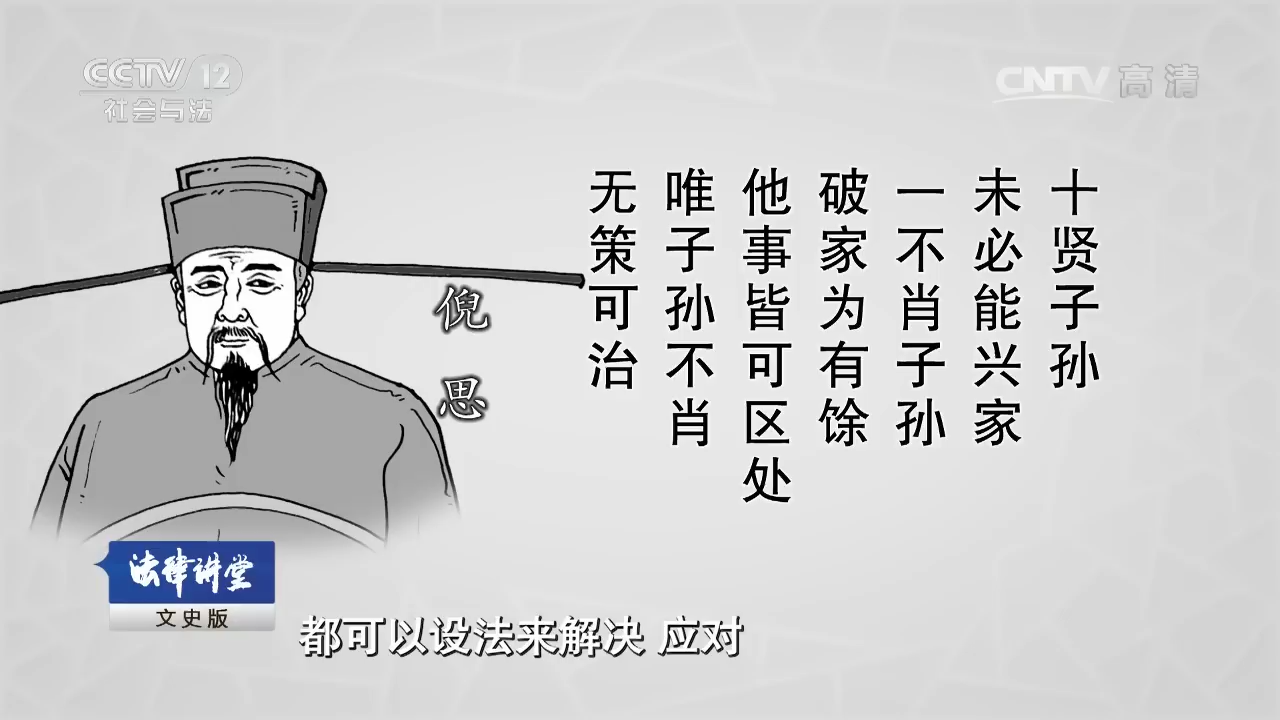 CCTV 12
社会与法
CNTV 高清
十贤子孙
未必能兴家
一不肖子孙
破家为有馀
他事皆可区处
唯子孙不肖
无策可治
倪思
法律讲堂
文史版
都可以设法来解决 应对